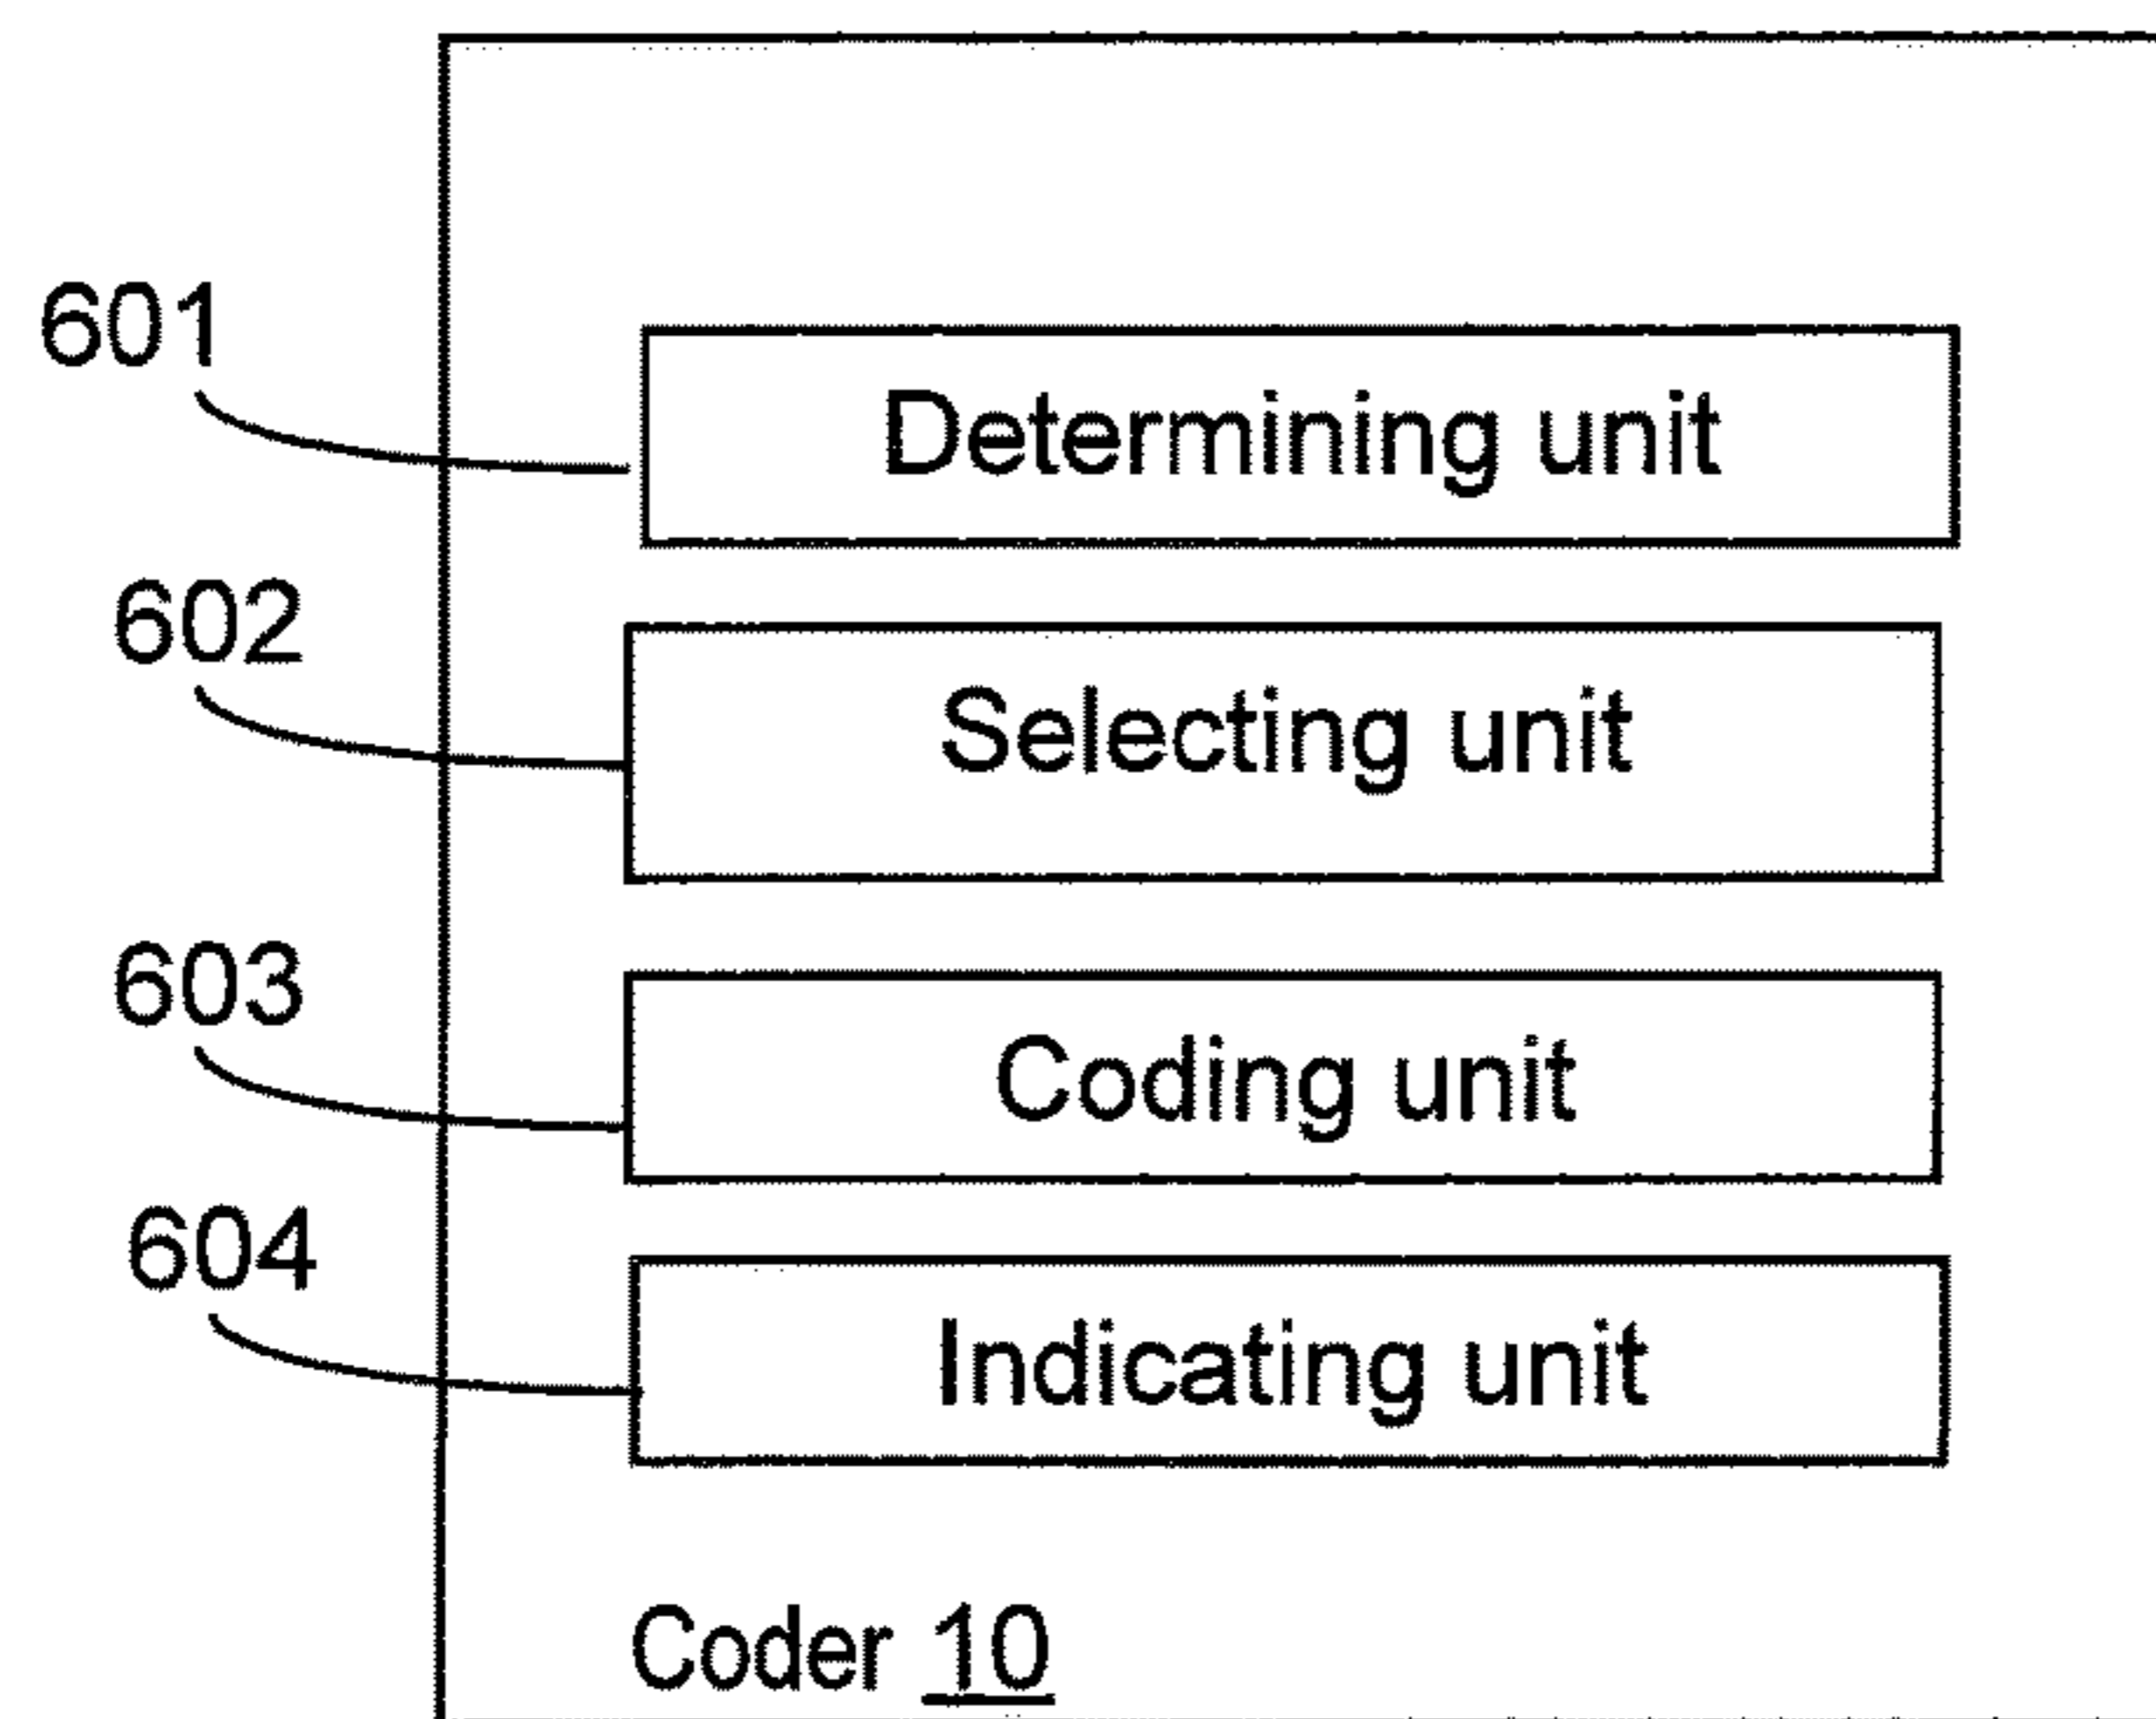 601
Determining unit
602
Selecting unit
603
Coding unit
604
Indicating unit
Coder 10